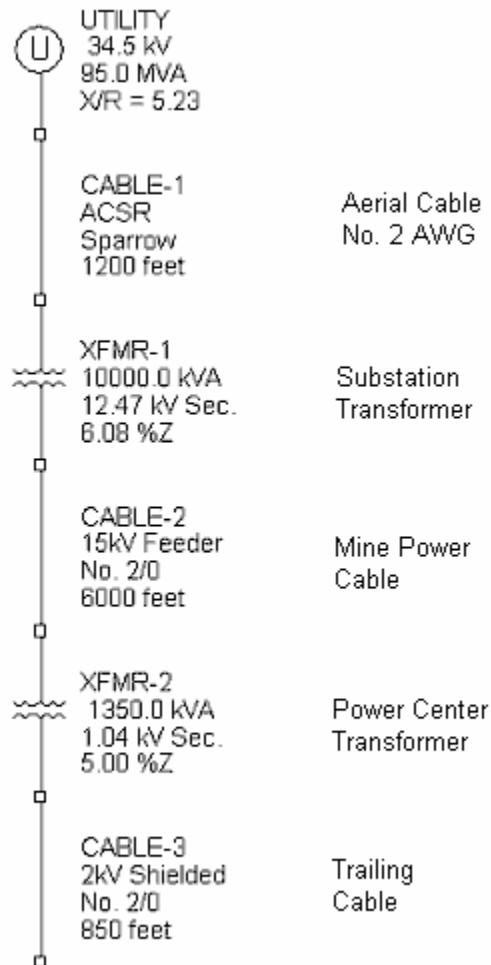 U
UTILITY
34.5 kV
95.0 MVA
X/R = 5.23
CABLE-1
ACSR
Sparrow
1200 feet
Aerial Cable
No. 2 AWG
XFMR-1
10000.0 kVA
12.47 kV Sec.
6.08 %Z
Substation
Transformer
CABLE-2
15kV Feeder
No. 2/0
6000 feet
Mine Power
Cable
XFMR-2
1350.0 kVA
1.04 kV Sec.
5.00 %Z
Power Center
Transformer
CABLE-3
2kV Shielded
No. 2/0
850 feet
Trailing
Cable